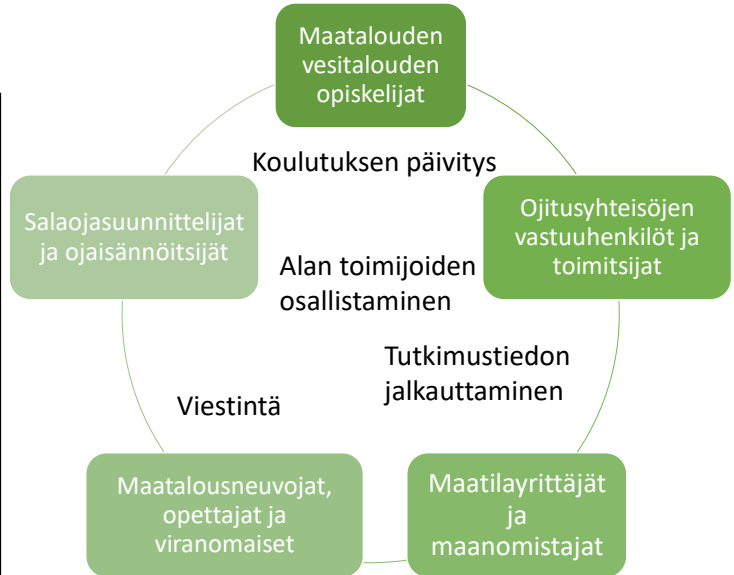 Maatalouden
vesitalouden
opiskelijat
Koulutuksen päivitys
Salaojasuunnittelijat
ja ojaisännöitsijät
Ojitusyhteisöjen
vastuuhenkilöt ja
toimitsijat
Alan toimijoiden
osallistaminen
Tutkimustiedon
jalkauttaminen
Viestintä
Maatalousneuvojat,
opettajat ja
viranomaiset
Maatilayrittäjät
ja
maanomistajat